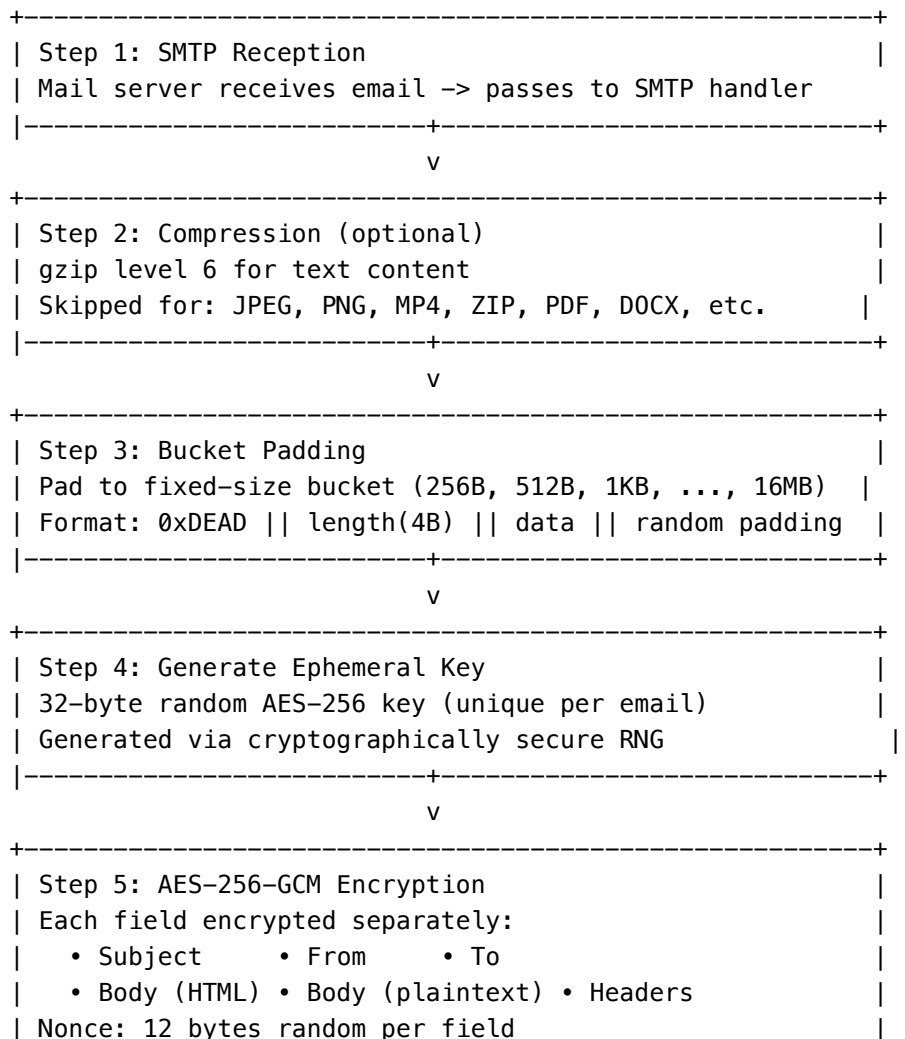 +---------------------------------------------------------+
| Step 1: SMTP Reception                                  |
| Mail server receives email -> passes to SMTP handler
|---------------------------+-----------------------------+
                            v
+---------------------------------------------------------+
| Step 2: Compression (optional)                          |
| gzip level 6 for text content                           |
| Skipped for: JPEG, PNG, MP4, ZIP, PDF, DOCX, etc.      |
|---------------------------+-----------------------------+
                            v
+---------------------------------------------------------+
| Step 3: Bucket Padding                                  |
| Pad to fixed-size bucket (256B, 512B, 1KB, ..., 16MB)  |
| Format: 0xDEAD || length(4B) || data || random padding  |
|---------------------------+-----------------------------+
                            v
+---------------------------------------------------------+
| Step 4: Generate Ephemeral Key                          |
| 32-byte random AES-256 key (unique per email)           |
| Generated via cryptographically secure RNG               |
|---------------------------+-----------------------------+
                            v
+---------------------------------------------------------+
| Step 5: AES-256-GCM Encryption                          |
| Each field encrypted separately:                        |
|   • Subject     • From     • To                         |
|   • Body (HTML) • Body (plaintext) • Headers            |
| Nonce: 12 bytes random per field                        |